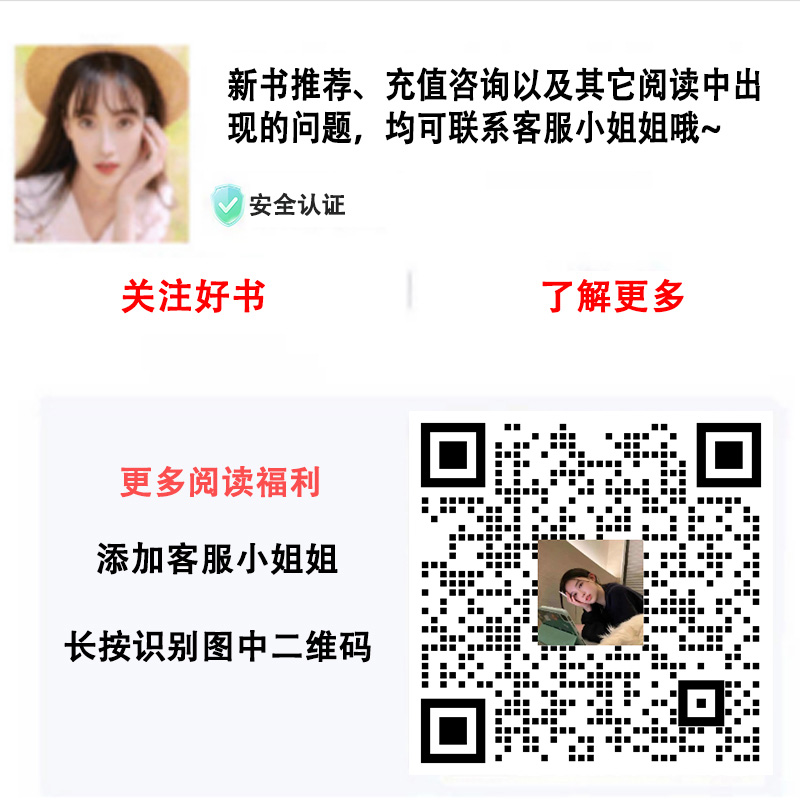 新书推荐、充值咨询以及其它阅读中出
现的问题，均可联系客服小姐姐哦~
安全认证
关注好书
了解更多
更多阅读福利
添加客服小姐姐
长按识别图中二维码